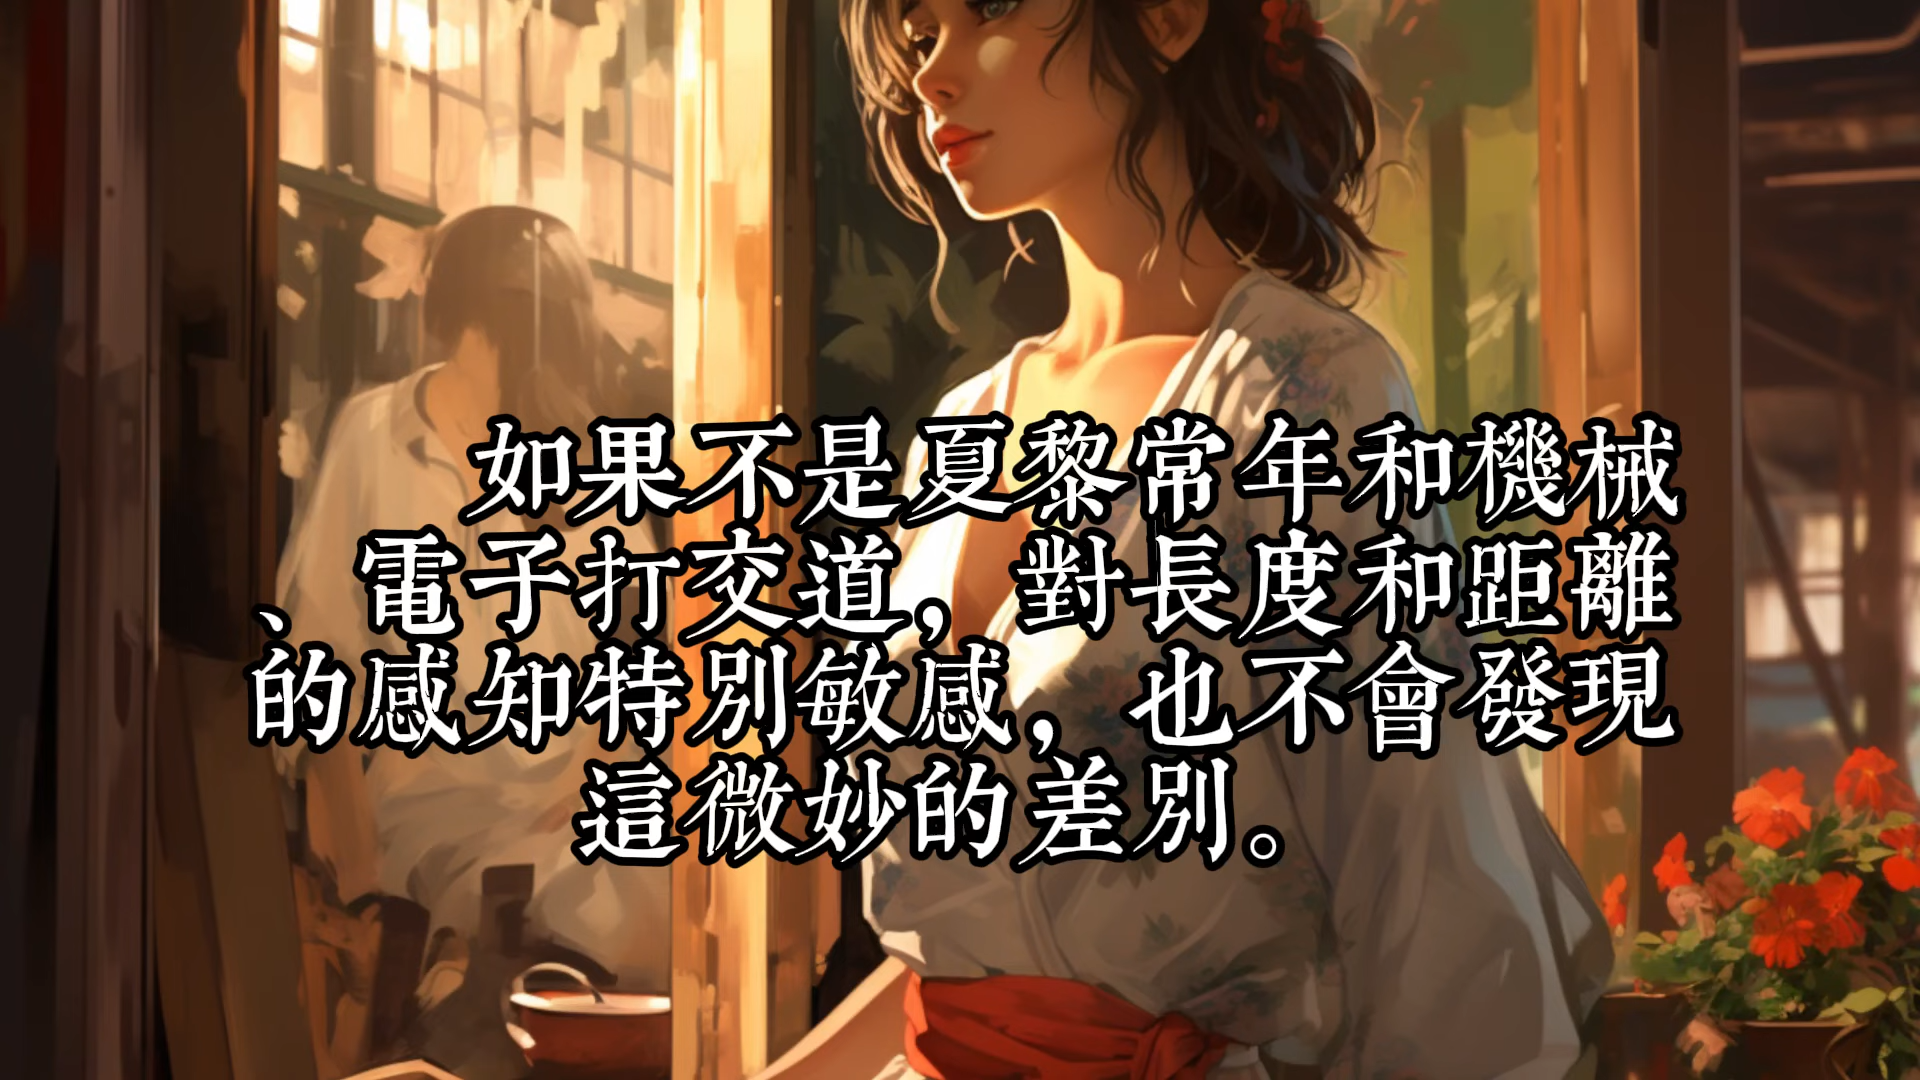 如果不是夏黎常年和機械
、電子打交道，對長度和距離
的感知特別敏感，也不會發現
這微妙的差別。